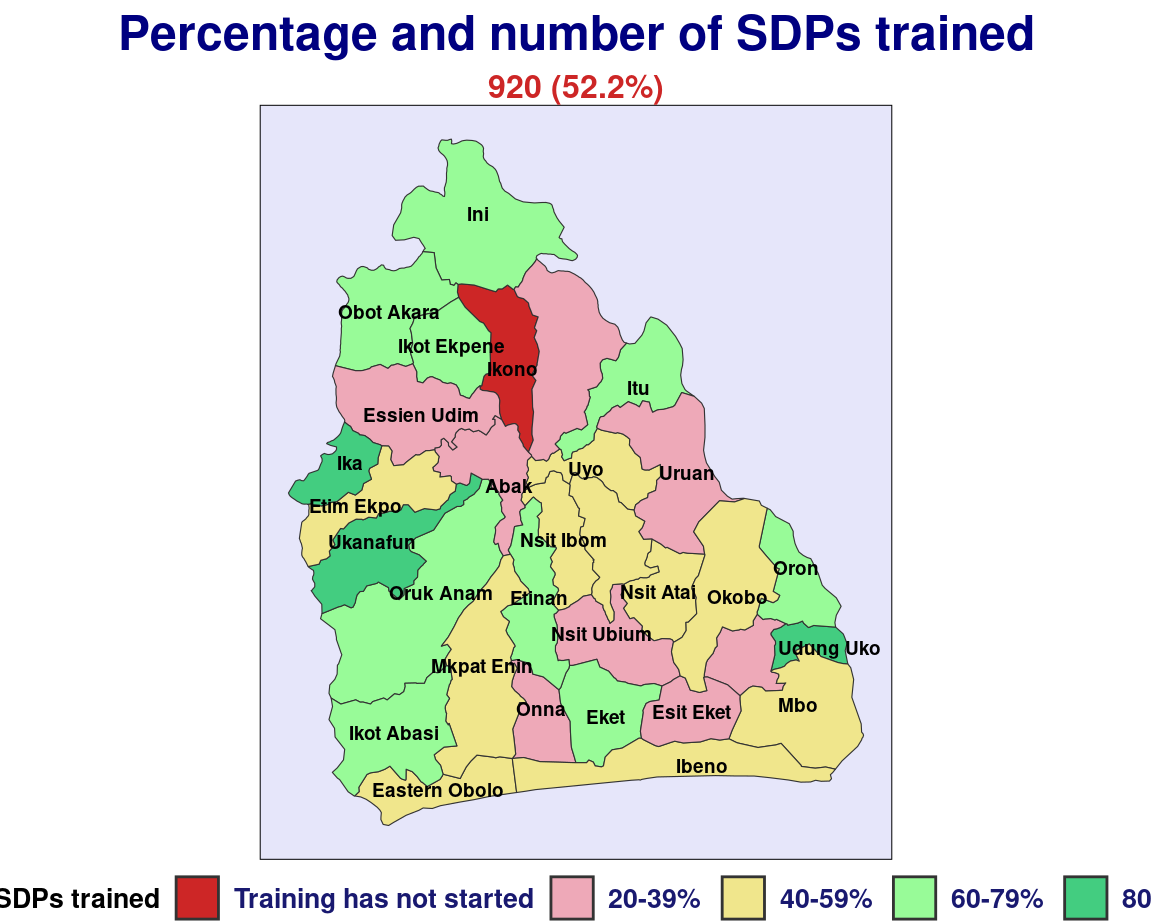 Percentage and number of SDPs trained
920 (52.2%)
Ini
Obot Akara
Ikot Ekpene
Ikono
Itu
Essien Udim
Ika
Uyo
Uruan
Abak
Etim Ekpo
Ukanafun
Nsit Ibom
Oron
Oruk Anam
Etinan
Nsit Atai
Okobo
Nsit Ubium
Udung Uko
Mkpat Enin
Onna
Eket
Esit Eket
Mbo
Ikot Abasi
Ibeno
Eastern Obolo
SDPs trained Training has not started 20-39% 40-59% 60-79% 80